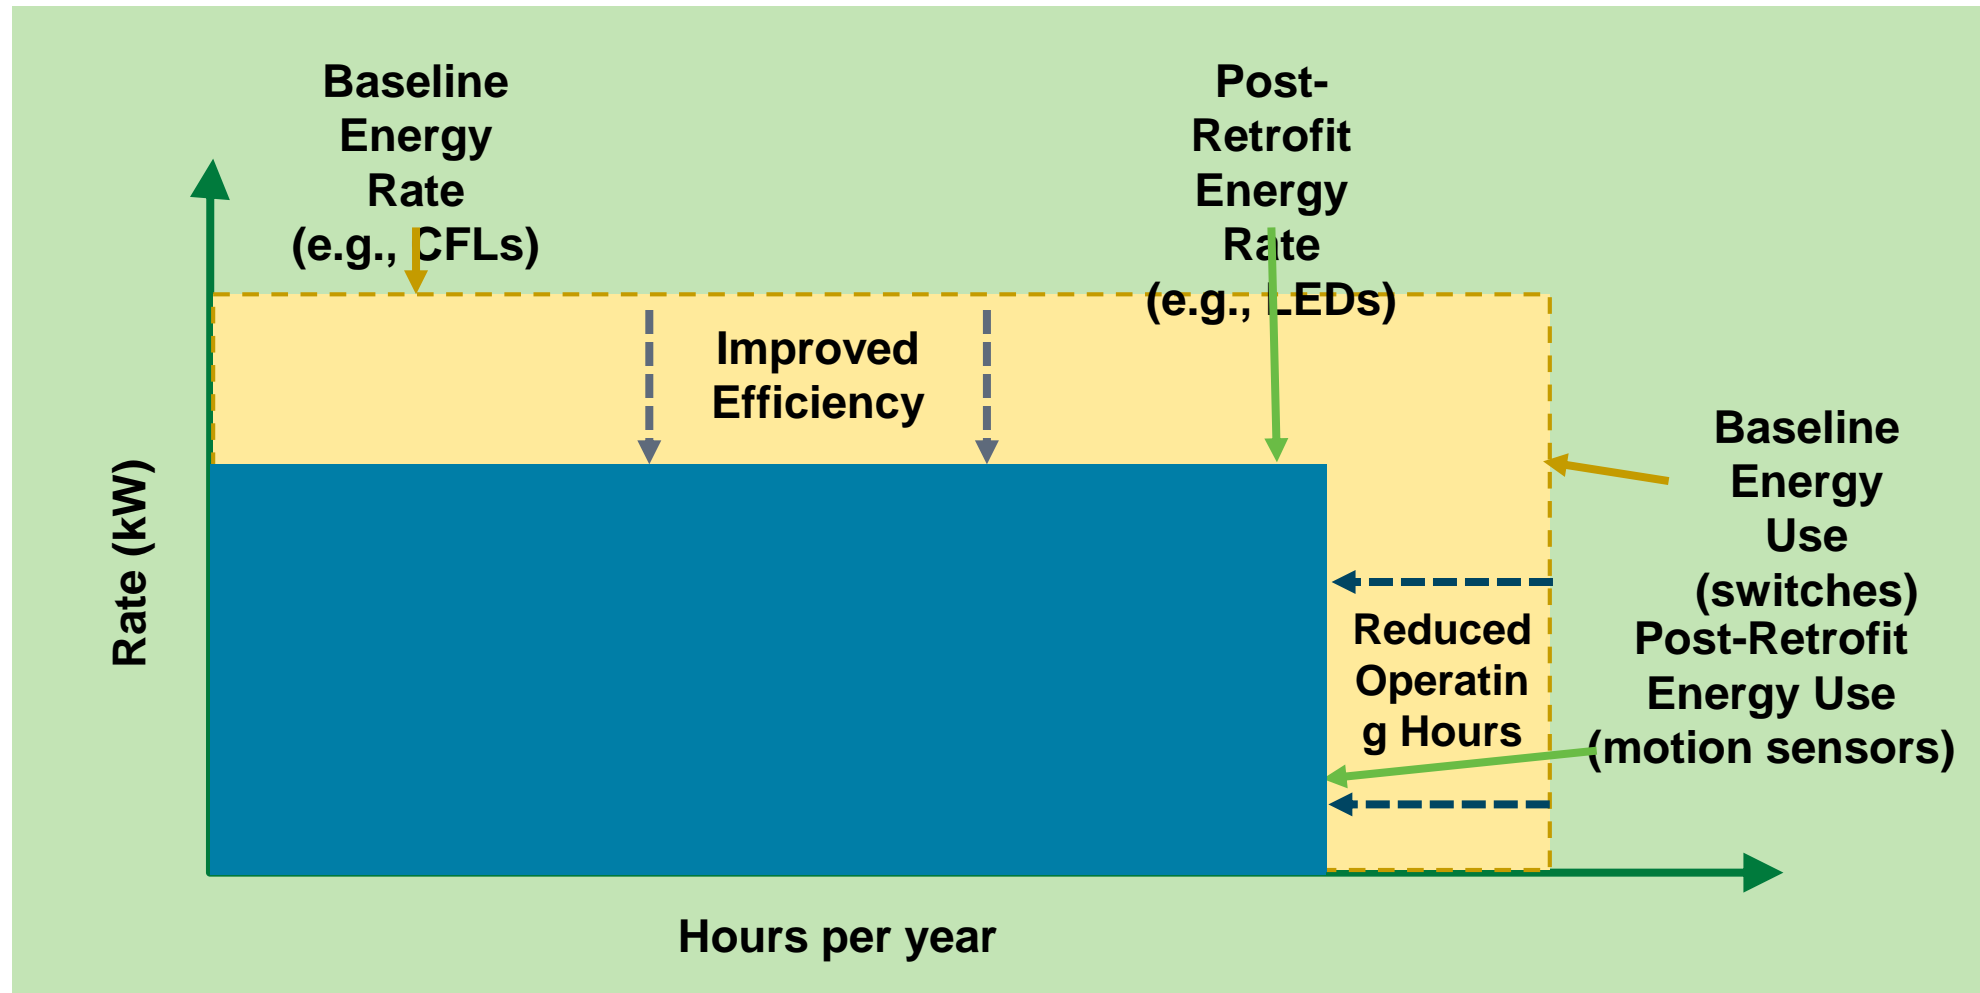 Baseline
Energy
Rate
(e.g., CFLs)
Post-
Retrofit
Energy
Rate
(e.g., LEDs)
Improved
Efficiency
Baseline
Energy
Use
(switches)
Post-Retrofit
Energy Use
(motion sensors)
Reduced
Operatin
g Hours
Rate (kW)
Hours per year